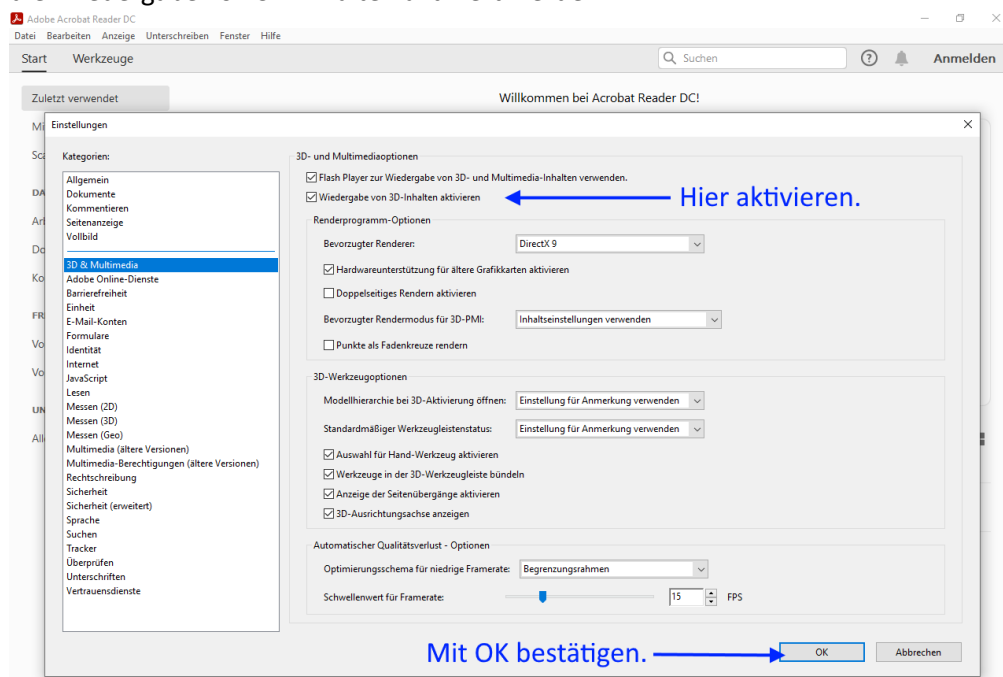 Adobe Acrobat Reader DC
Datei Bearbeiten Anzeige Unterschreiben Fenster Hilfe
Start Werkzeuge Suchen Anmelden
Zuletzt verwendet Willkommen bei Acrobat Reader DC!
Einstellungen
Kategorien:
Allgemein
Dokumente
Kommentieren
Seitenanzeige
Vollbild
3D & Multimedia
Adobe Online-Dienste
Barrierefreiheit
Einheit
E-Mail-Konten
Formulare
Identität
Internet
JavaScript
Lesen
Messen (2D)
Messen (3D)
Messen (Geo)
Multimedia (ältere Versionen)
Multimedia-Berechtigungen (ältere Versionen)
Rechtschreibung
Sicherheit
Sicherheit (erweitert)
Sprache
Suchen
Tracker
Überprüfen
Unterschriften
Vertrauensdienste
3D- und Multimediaoptionen
Flash Player zur Wiedergabe von 3D- und Multimedia-Inhalten verwenden.
Wiedergabe von 3D-Inhalten aktivieren
Hier aktivieren.
Renderprogramm-Optionen
Bevorzugter Renderer: DirectX 9
Hardwareunterstützung für ältere Grafikkarten aktivieren
Doppelseitiges Rendern aktivieren
Bevorzugter Rendermodus für 3D-PMI: Inhaltseinstellungen verwenden
Punkte als Fadenkreuze rendern
3D-Werkzeugoptionen
Modellhierarchie bei 3D-Aktivierung öffnen: Einstellung für Anmerkung verwenden
Standardmäßiger Werkzeugleistenstatus: Einstellung für Anmerkung verwenden
Auswahl für Hand-Werkzeug aktivieren
Werkzeuge in der 3D-Werkzeugleiste bündeln
Anzeige der Seitenübergänge aktivieren
3D-Ausrichtungsachse anzeigen
Automatischer Qualitätsverlust - Optionen
Optimierungsschema für niedrige Framerate: Begrenzungsrahmen
Schwellenwert für Framerate: 15 FPS
Mit OK bestätigen.
OK Abbrechen